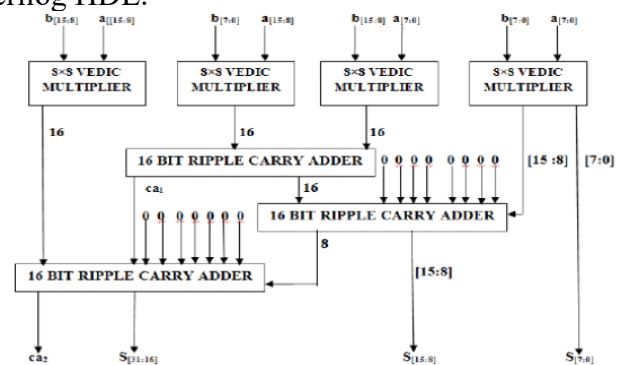 ernog HDL.
b[15:8] a[[15:8] b[7:0] a[15:8] b[15:8] a[7:0] b[7:0] a[7:0]
8×8 VEDIC MULTIPLIER
8×8 VEDIC MULTIPLIER
8×8 VEDIC MULTIPLIER
8×8 VEDIC MULTIPLIER
16 16 16
16 BIT RIPPLE CARRY ADDER
0 0 0 0 0 0 0 0
[15 :8] [7:0]
ca₁ 16
16 BIT RIPPLE CARRY ADDER
0 0 0 0 0 0 0
8
16 BIT RIPPLE CARRY ADDER
[15:8]
ca₂ S[31:16] S[15:8] S[7:0]